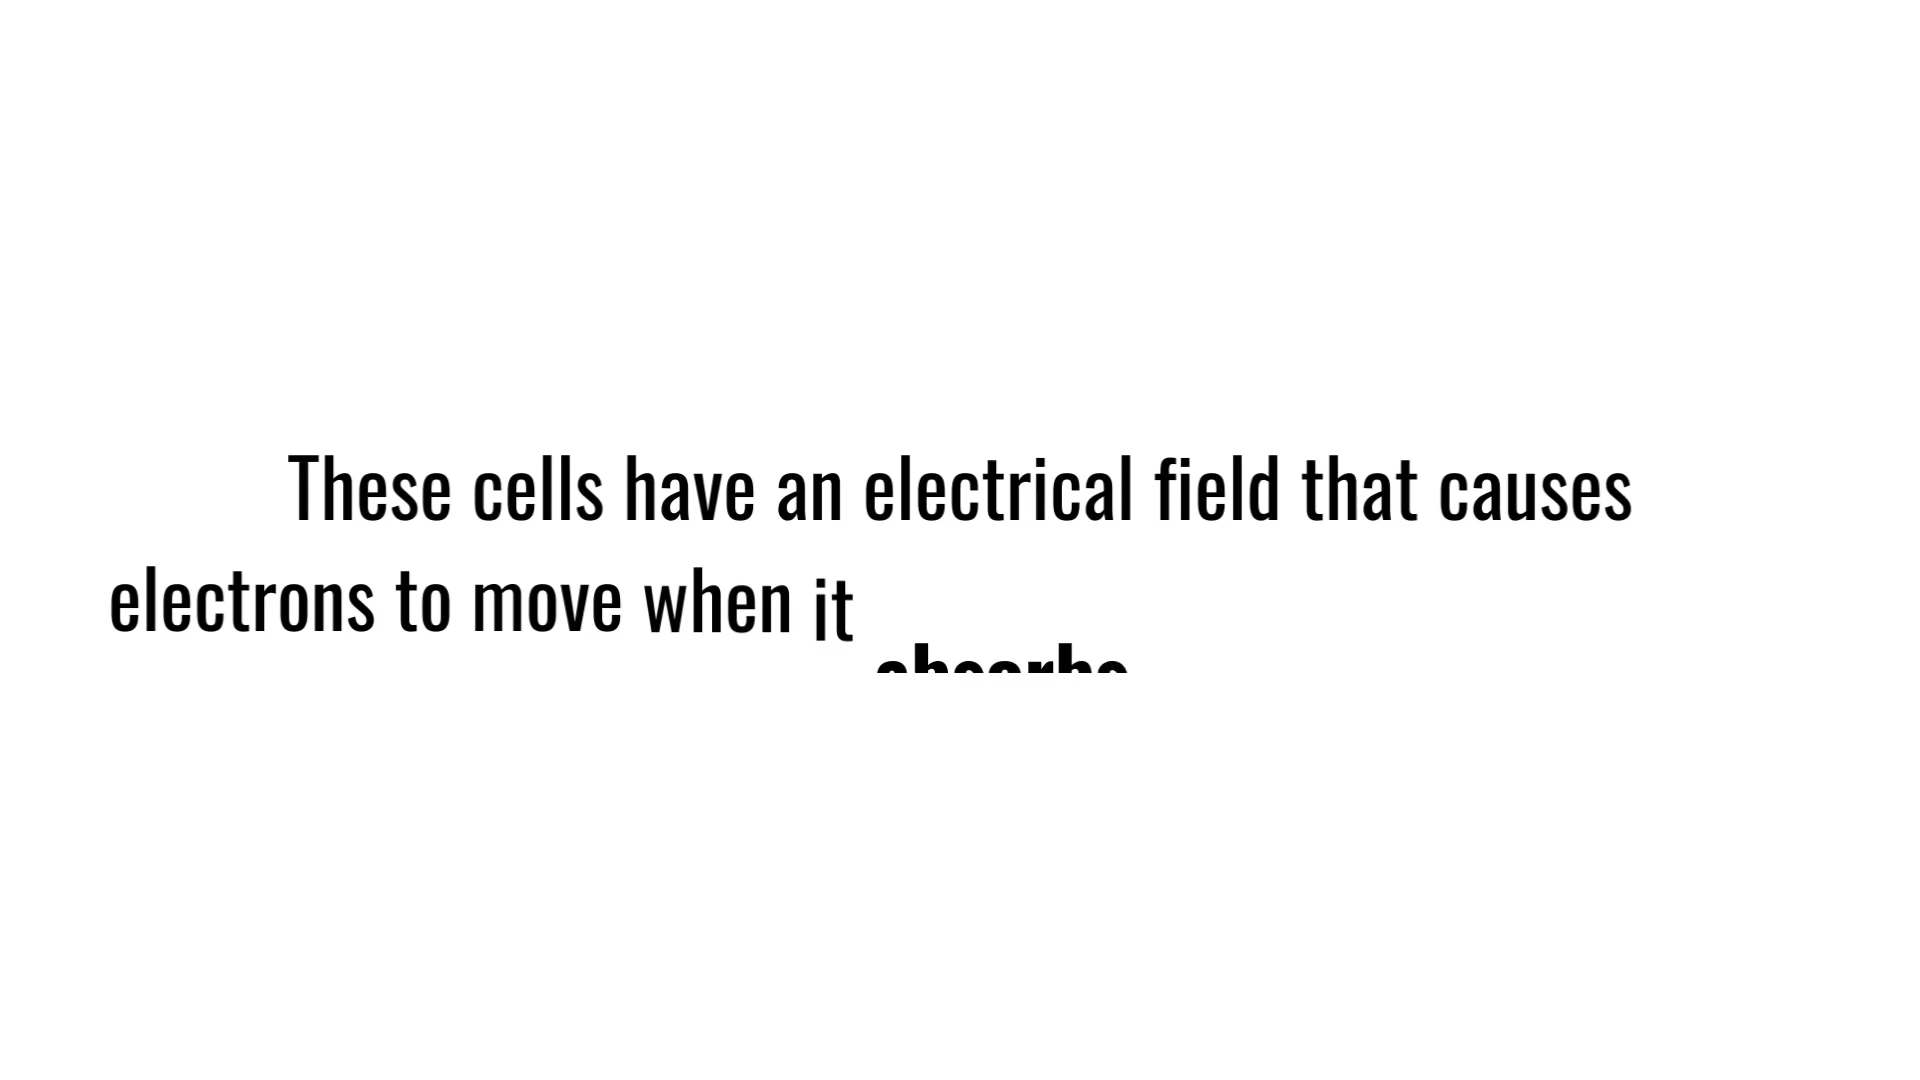 These cells have an electrical field that causes
electrons to move when it absorbs